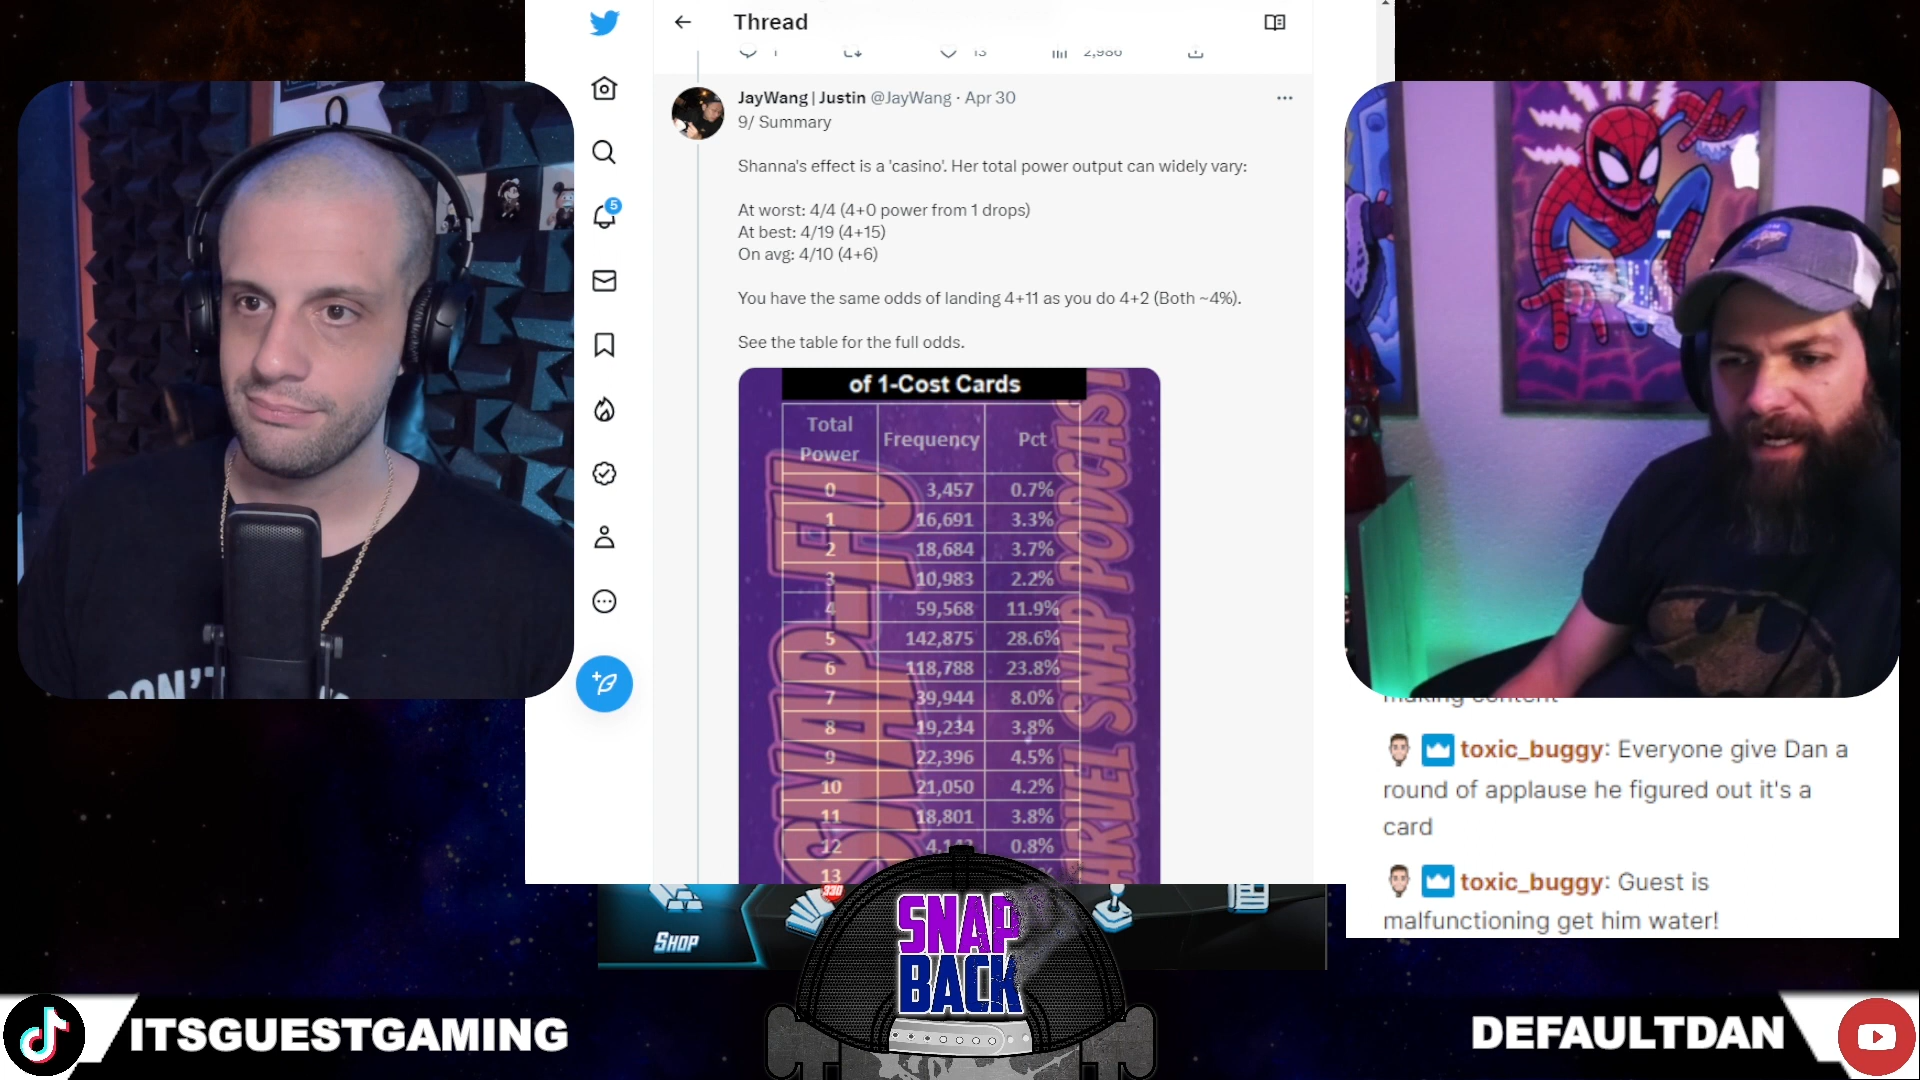 Thread
1
13
2,986
JayWang | Justin @JayWang · Apr 30
9/ Summary
Shanna's effect is a 'casino'. Her total power output can widely vary:
At worst: 4/4 (4+0 power from 1 drops)
At best: 4/19 (4+15)
On avg: 4/10 (4+6)
You have the same odds of landing 4+11 as you do 4+2 (Both ~4%).
See the table for the full odds.
5
of 1-Cost Cards
Total Power Frequency Pct
0 3,457 0.7%
1 16,691 3.3%
2 18,684 3.7%
3 10,983 2.2%
4 59,568 11.9%
5 142,875 28.6%
6 118,788 23.8%
7 39,944 8.0%
8 19,234 3.8%
9 22,396 4.5%
10 21,050 4.2%
11 18,801 3.8%
12 0.8%
13
SNAP-FU
MARVEL SNAP PODCAST
DON'T
making content
toxic_buggy: Everyone give Dan a
round of applause he figured out it's a
card
toxic_buggy: Guest is
malfunctioning get him water!
SHOP
SNAP
BACK
ITSGUESTGAMING
DEFAULTDAN